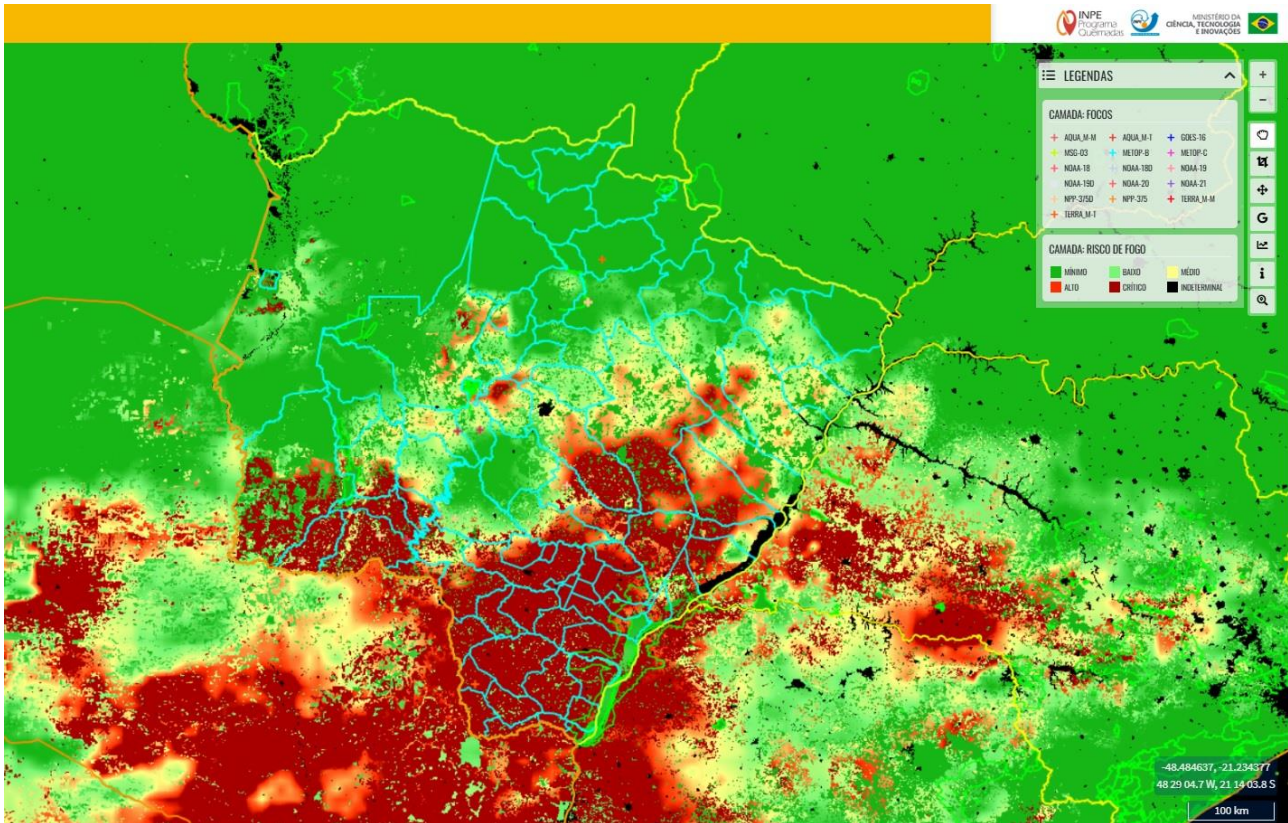 INPE
Programa
Queimadas
MINISTÉRIO DA
CIÊNCIA, TECNOLOGIA
E INOVAÇÕES
LEGENDAS
CAMADA: FOCOS
AQUA_M-M
AQUA_M-T
GOES-16
MSG-03
METOP-B
METOP-C
NOAA-18
NOAA-18D
NOAA-19
NOAA-19D
NOAA-20
NOAA-21
NPP-375D
NPP-375
TERRA_M-M
TERRA_M-T
CAMADA: RISCO DE FOGO
MÍNIMO
BAIXO
MÉDIO
ALTO
CRÍTICO
INDETERMINAD
+
−
G
i
-48.484637, -21.234377
48 29 04.7 W, 21 14 03.8 S
100 km